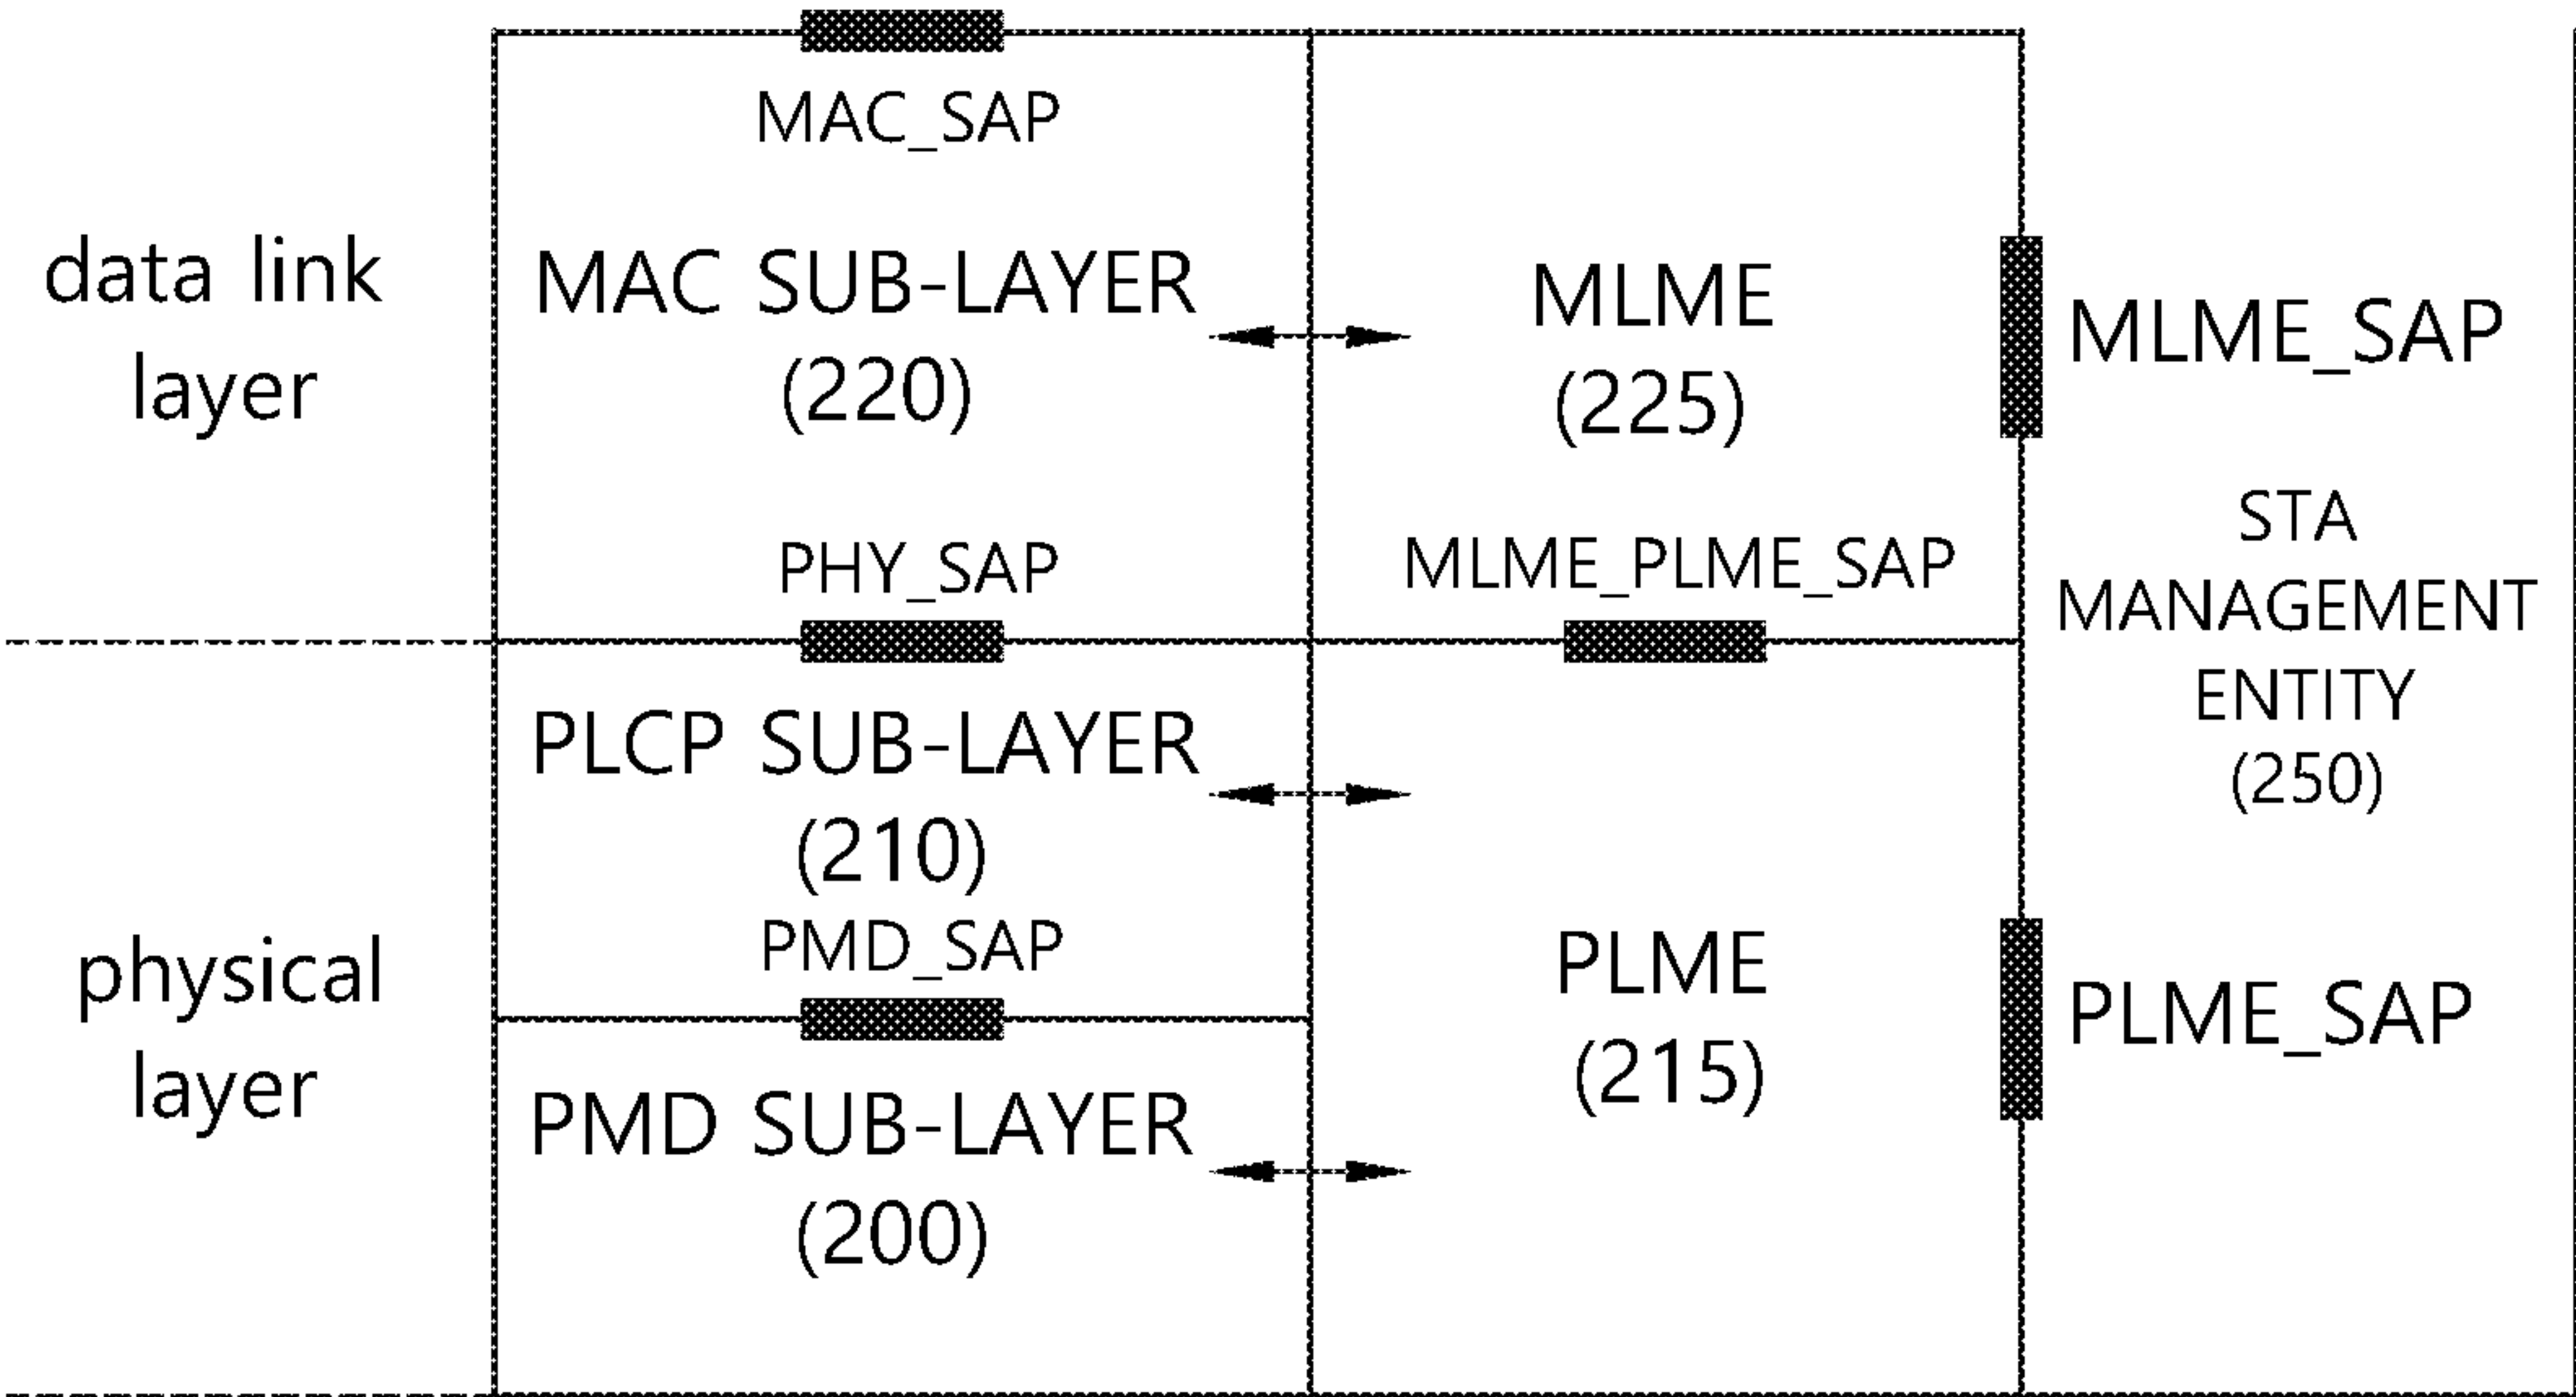 data link
layer
MAC_SAP
MAC SUB-LAYER
(220)
PHY_SAP
MLME
(225)
MLME_PLME_SAP
MLME_SAP
STA
MANAGEMENT
ENTITY
(250)
physical
layer
PLCP SUB-LAYER
(210)
PMD_SAP
PMD SUB-LAYER
(200)
PLME
(215)
PLME_SAP